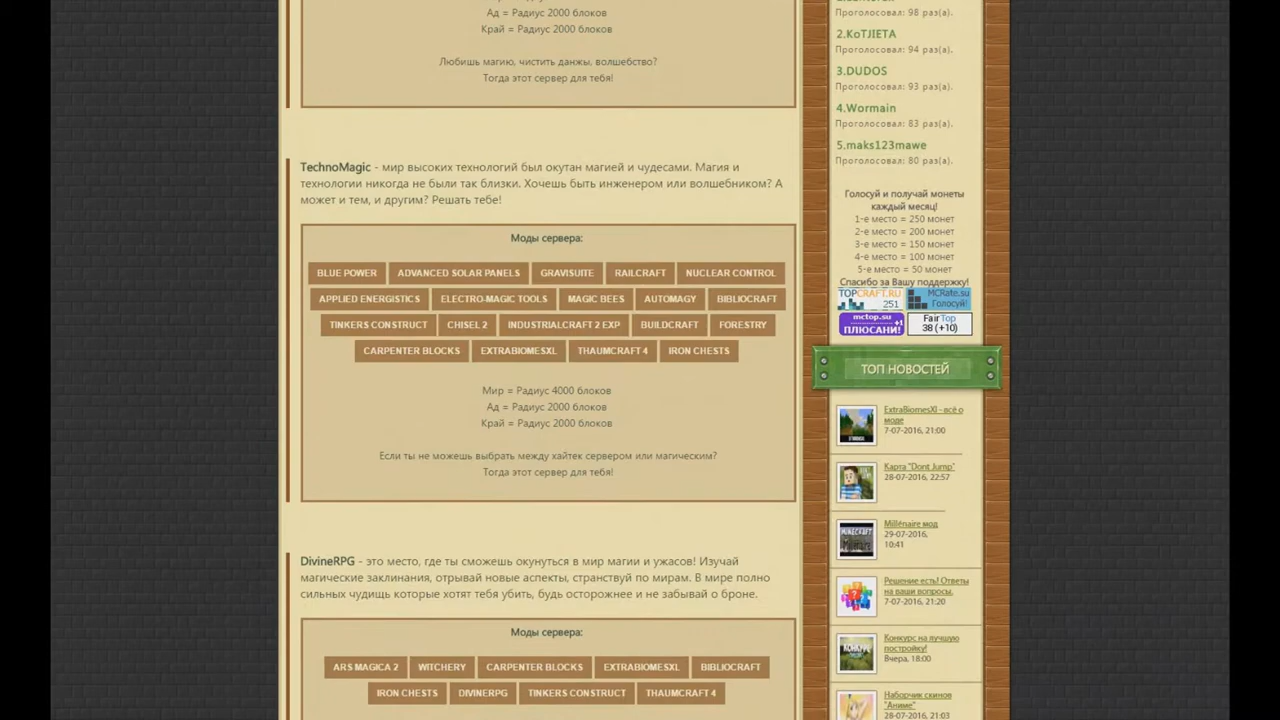 Ад = Радиус 2000 блоков
Край = Радиус 2000 блоков
Любишь магию, чистить данжы, волшебство?
Тогда этот сервер для тебя!
TechnoMagic - мир высоких технологий был окутан магией и чудесами. Магия и
технологии никогда не были так близки. Хочешь быть инженером или волшебником? А
может и тем, и другим? Решать тебе!
Моды сервера:
BLUE POWER ADVANCED SOLAR PANELS GRAVISUITE RAILCRAFT NUCLEAR CONTROL
APPLIED ENERGISTICS ELECTRO-MAGIC TOOLS MAGIC BEES AUTOMAGY BIBLIOCRAFT
TINKERS CONSTRUCT CHISEL 2 INDUSTRIALCRAFT 2 EXP BUILDCRAFT FORESTRY
CARPENTER BLOCKS EXTRABIOMESXL THAUMCRAFT 4 IRON CHESTS
Мир = Радиус 4000 блоков
Ад = Радиус 2000 блоков
Край = Радиус 2000 блоков
Если ты не можешь выбрать между хайтек сервером или магическим?
Тогда этот сервер для тебя!
DivineRPG - это место, где ты сможешь окунуться в мир магии и ужасов! Изучай
магические заклинания, отрывай новые аспекты, странствуй по мирам. В мире полно
сильных чудищь которые хотят тебя убить, будь осторожнее и не забывай о броне.
Моды сервера:
ARS MAGICA 2 WITCHERY CARPENTER BLOCKS EXTRABIOMESXL BIBLIOCRAFT
IRON CHESTS DIVINERPG TINKERS CONSTRUCT THAUMCRAFT 4
Проголосовал: 98 раз(а).
2.KoTJIETA
Проголосовал: 94 раз(а).
3.DUDOS
Проголосовал: 93 раз(а).
4.Wormain
Проголосовал: 83 раз(а).
5.maks123mawe
Проголосовал: 80 раз(а).
Голосуй и получай монеты
каждый месяц!
1-е место = 250 монет
2-е место = 200 монет
3-е место = 150 монет
4-е место = 100 монет
5-е место = 50 монет
Спасибо за Вашу поддержку!
TOPCRAFT.RU
251
MCRate.su
Голосуй!
mctop.su +1
ПЛЮСАНИ!
FairTop
38 (+10)
ТОП НОВОСТЕЙ
ExtraBiomesXl - всё о
моде
7-07-2016, 21:00
Карта "Dont Jump"
28-07-2016, 22:57
Millénaire мод
29-07-2016,
10:41
Решение есть! Ответы
на ваши вопросы.
7-07-2016, 21:20
Конкурс на лучшую
постройку!
Вчера, 18:00
Наборчик скинов
"Аниме"
28-07-2016, 21:03